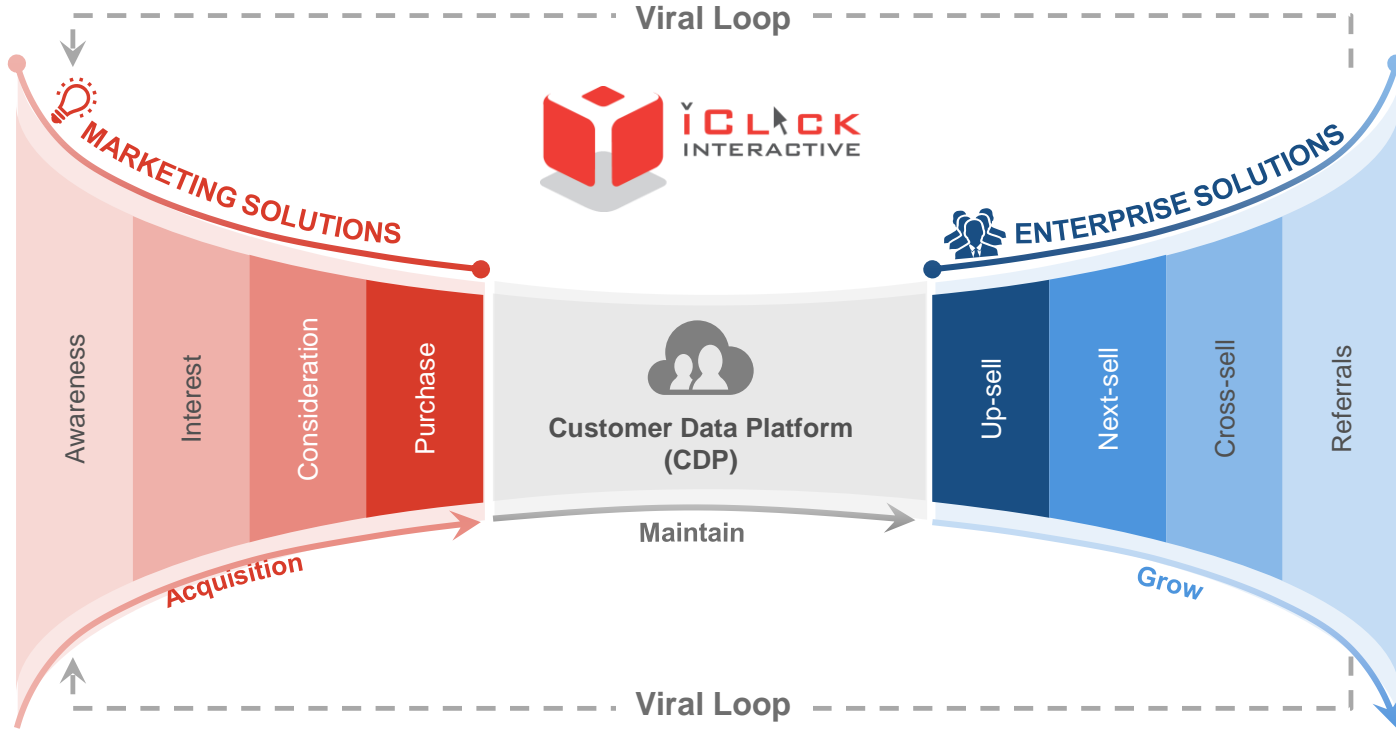 Viral Loop
iCLICK
INTERACTIVE
MARKETING SOLUTIONS
ENTERPRISE SOLUTIONS
Awareness
Interest
Consideration
Purchase
Customer Data Platform
(CDP)
Up-sell
Next-sell
Cross-sell
Referrals
Acquisition
Maintain
Grow
Viral Loop